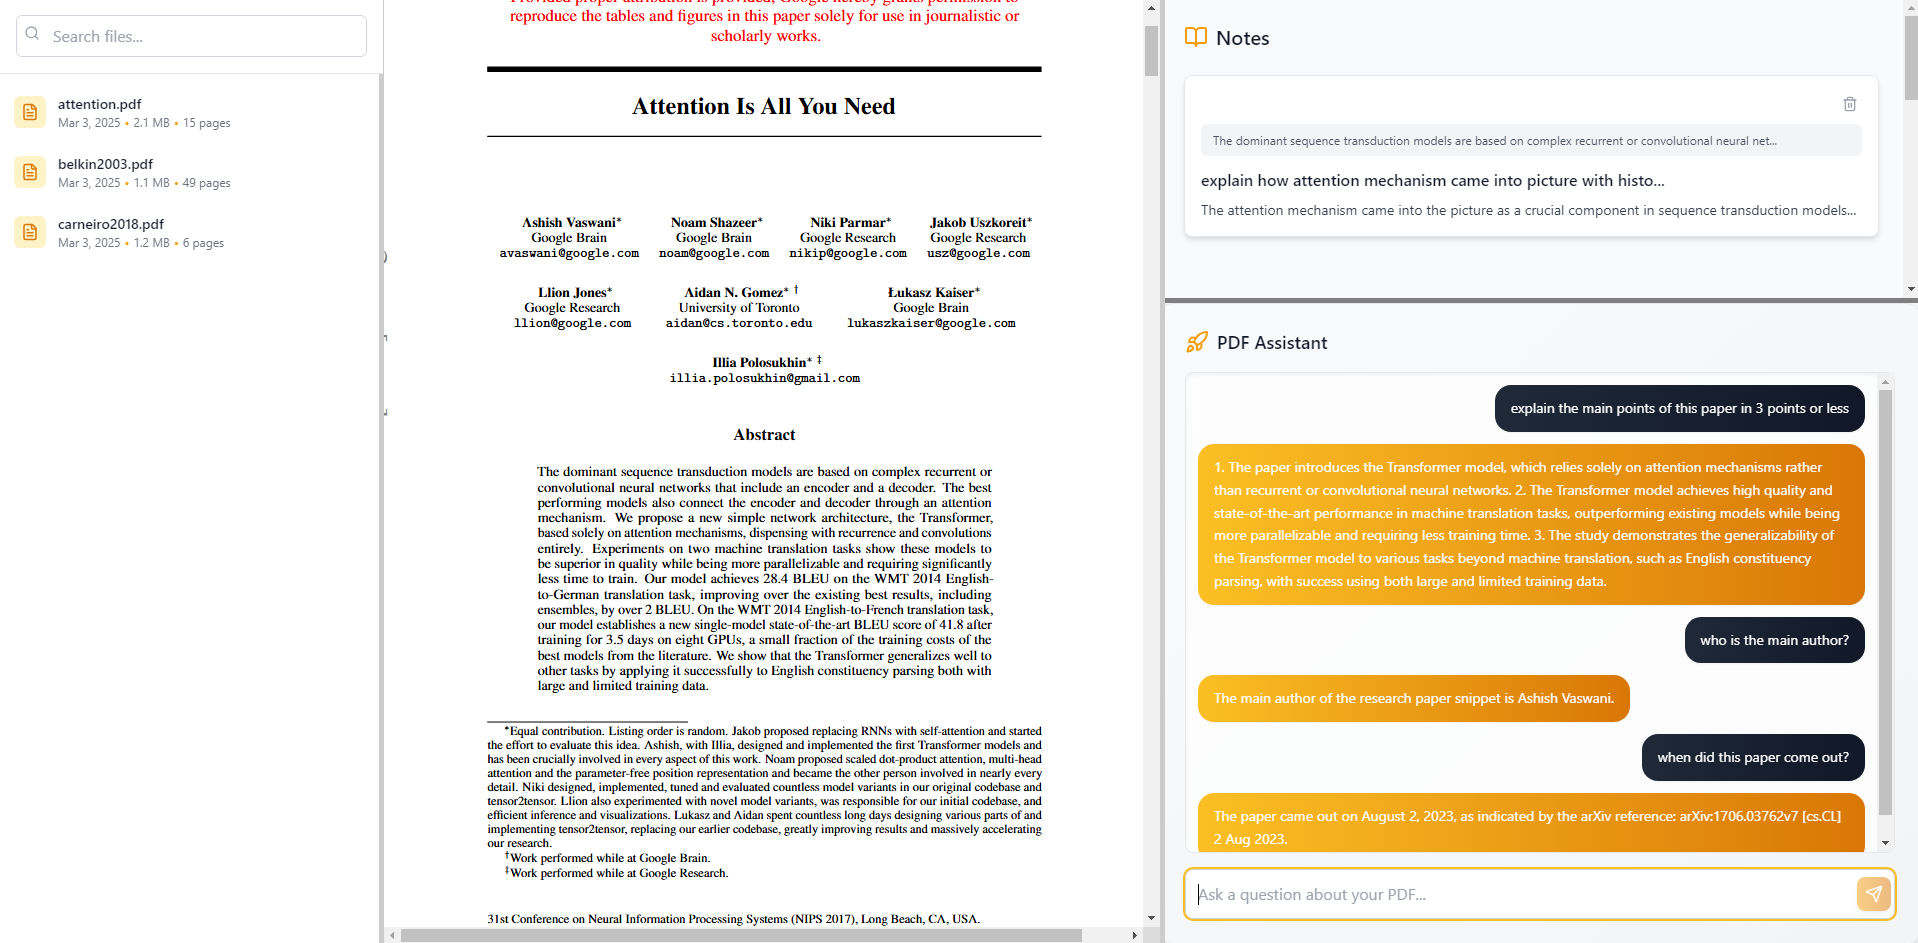 Search files...
attention.pdf
Mar 3, 2025 • 2.1 MB • 15 pages
belkin2003.pdf
Mar 3, 2025 • 1.1 MB • 49 pages
carneiro2018.pdf
Mar 3, 2025 • 1.2 MB • 6 pages
Provided proper attribution is provided, Google hereby grants permission to
reproduce the tables and figures in this paper solely for use in journalistic or
scholarly works.
Attention Is All You Need
Ashish Vaswani* Noam Shazeer* Niki Parmar* Jakob Uszkoreit*
Google Brain Google Brain Google Research Google Research
avaswani@google.com noam@google.com nikip@google.com usz@google.com
Llion Jones* Aidan N. Gomez* † Łukasz Kaiser*
Google Research University of Toronto Google Brain
llion@google.com aidan@cs.toronto.edu lukaszkaiser@google.com
Illia Polosukhin* ‡
illia.polosukhin@gmail.com
Abstract
The dominant sequence transduction models are based on complex recurrent or
convolutional neural networks that include an encoder and a decoder. The best
performing models also connect the encoder and decoder through an attention
mechanism. We propose a new simple network architecture, the Transformer,
based solely on attention mechanisms, dispensing with recurrence and convolutions
entirely. Experiments on two machine translation tasks show these models to
be superior in quality while being more parallelizable and requiring significantly
less time to train. Our model achieves 28.4 BLEU on the WMT 2014 English-
to-German translation task, improving over the existing best results, including
ensembles, by over 2 BLEU. On the WMT 2014 English-to-French translation task,
our model establishes a new single-model state-of-the-art BLEU score of 41.8 after
training for 3.5 days on eight GPUs, a small fraction of the training costs of the
best models from the literature. We show that the Transformer generalizes well to
other tasks by applying it successfully to English constituency parsing both with
large and limited training data.
*Equal contribution. Listing order is random. Jakob proposed replacing RNNs with self-attention and started
the effort to evaluate this idea. Ashish, with Illia, designed and implemented the first Transformer models and
has been crucially involved in every aspect of this work. Noam proposed scaled dot-product attention, multi-head
attention and the parameter-free position representation and became the other person involved in nearly every
detail. Niki designed, implemented, tuned and evaluated countless model variants in our original codebase and
tensor2tensor. Llion also experimented with novel model variants, was responsible for our initial codebase, and
efficient inference and visualizations. Lukasz and Aidan spent countless long days designing various parts of and
implementing tensor2tensor, replacing our earlier codebase, greatly improving results and massively accelerating
our research.
†Work performed while at Google Brain.
‡Work performed while at Google Research.
31st Conference on Neural Information Processing Systems (NIPS 2017), Long Beach, CA, USA.
Notes
The dominant sequence transduction models are based on complex recurrent or convolutional neural net...
explain how attention mechanism came into picture with histo...
The attention mechanism came into the picture as a crucial component in sequence transduction models...
PDF Assistant
explain the main points of this paper in 3 points or less
1. The paper introduces the Transformer model, which relies solely on attention mechanisms rather
than recurrent or convolutional neural networks. 2. The Transformer model achieves high quality and
state-of-the-art performance in machine translation tasks, outperforming existing models while being
more parallelizable and requiring less training time. 3. The study demonstrates the generalizability of
the Transformer model to various tasks beyond machine translation, such as English constituency
parsing, with success using both large and limited training data.
who is the main author?
The main author of the research paper snippet is Ashish Vaswani.
when did this paper come out?
The paper came out on August 2, 2023, as indicated by the arXiv reference: arXiv:1706.03762v7 [cs.CL]
2 Aug 2023.
Ask a question about your PDF...